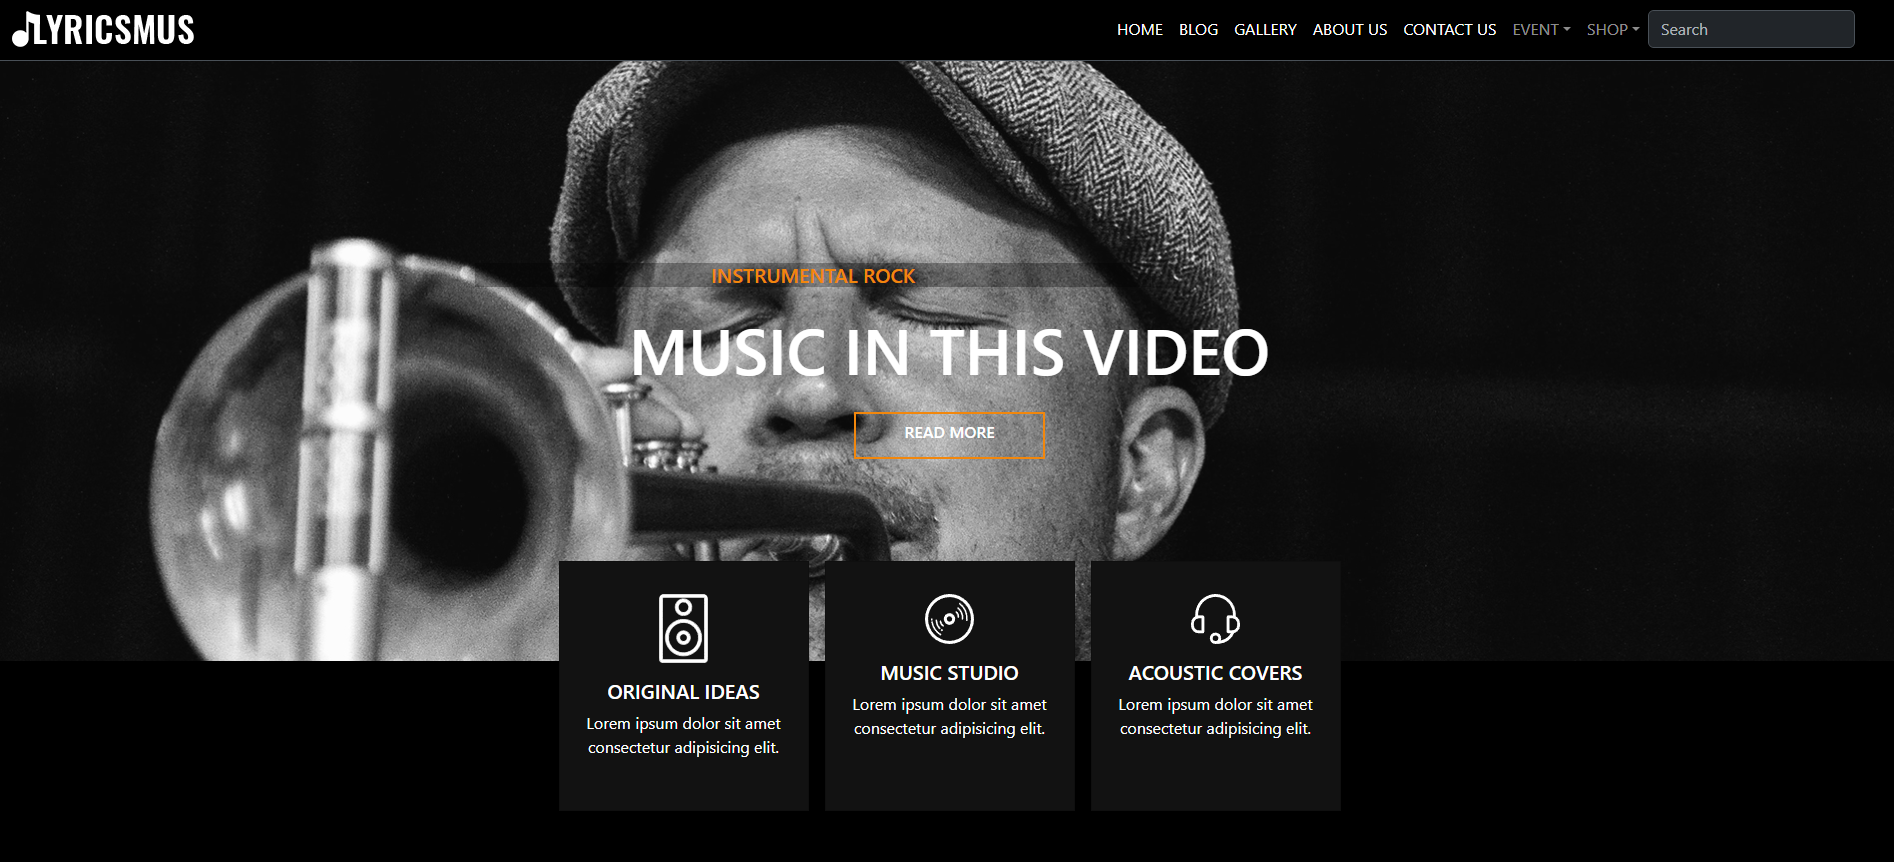 LYRICSMUS
HOME BLOG GALLERY ABOUT US CONTACT US EVENT SHOP Search
INSTRUMENTAL ROCK
MUSIC IN THIS VIDEO
READ MORE
ORIGINAL IDEAS
Lorem ipsum dolor sit amet
consectetur adipisicing elit.
MUSIC STUDIO
Lorem ipsum dolor sit amet
consectetur adipisicing elit.
ACOUSTIC COVERS
Lorem ipsum dolor sit amet
consectetur adipisicing elit.